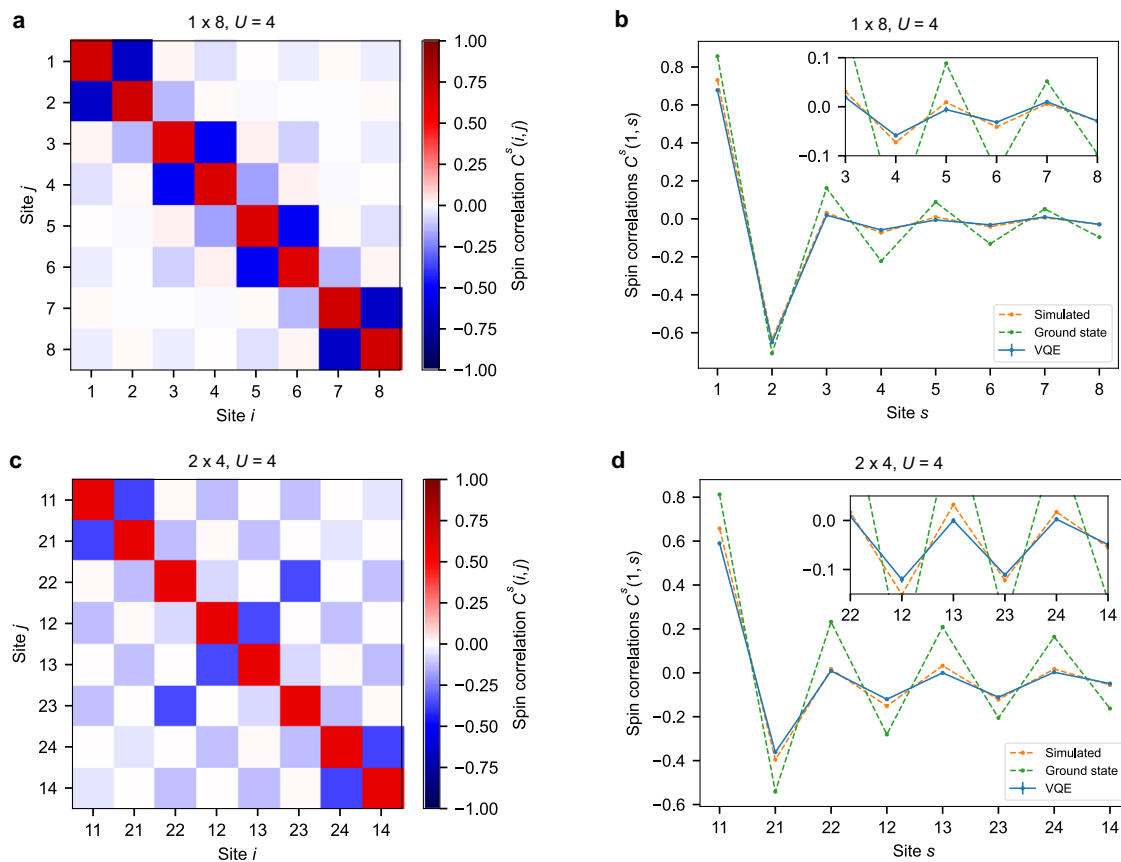 a
1 x 8, U = 4
1
2
3
4
5
6
7
8
Site j
1 2 3 4 5 6 7 8
Site i
1.00
0.75
0.50
0.25
0.00
−0.25
−0.50
−0.75
−1.00
Spin correlation C^s(i,j)
b
1 x 8, U = 4
0.8
0.6
0.4
0.2
0.0
−0.2
−0.4
−0.6
Spin correlations C^s(1, s)
0.1
0.0
−0.1
3 4 5 6 7 8
Simulated
Ground state
VQE
1 2 3 4 5 6 7 8
Site s
c
2 x 4, U = 4
11
21
22
12
13
23
24
14
Site j
11 21 22 12 13 23 24 14
Site i
1.00
0.75
0.50
0.25
0.00
−0.25
−0.50
−0.75
−1.00
Spin correlation C^s(i,j)
d
2 x 4, U = 4
0.8
0.6
0.4
0.2
0.0
−0.2
−0.4
−0.6
Spin correlations C^s(1, s)
0.0
−0.1
22 12 13 23 24 14
Simulated
Ground state
VQE
11 21 22 12 13 23 24 14
Site s